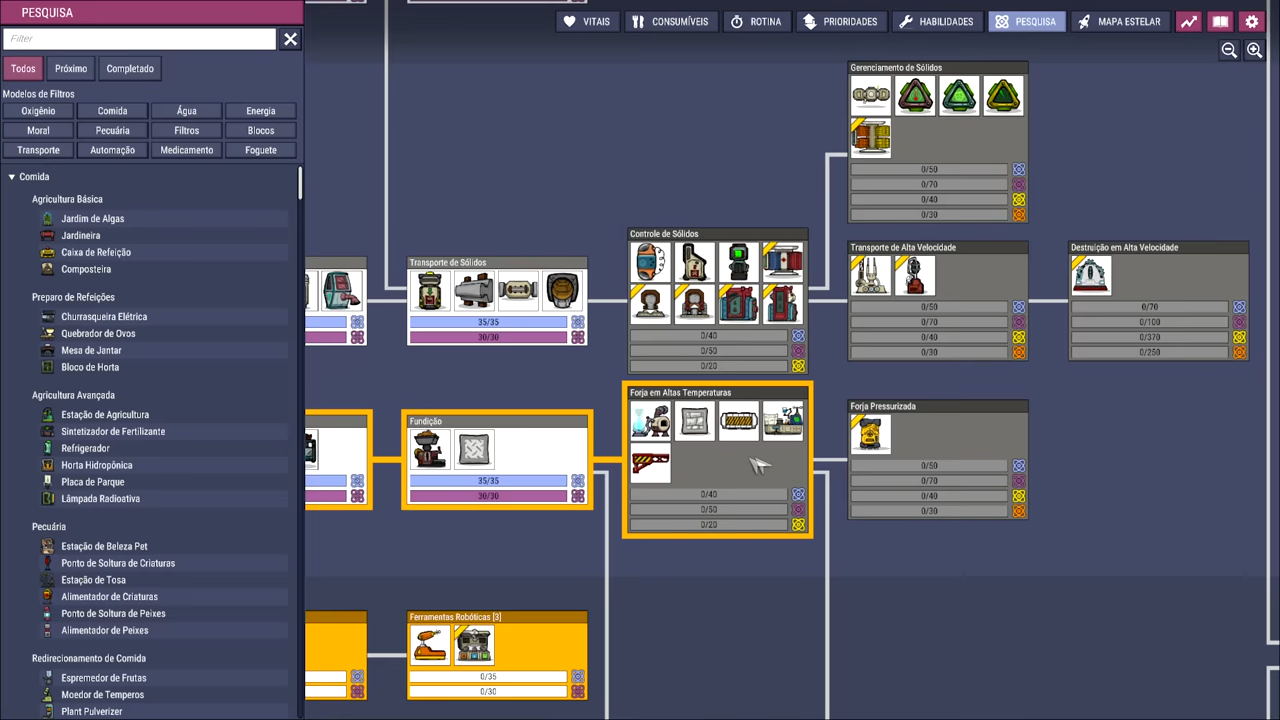 PESQUISA
Filter
Todos
Próximo
Completado
Modelos de Filtros
Oxigênio
Comida
Água
Energia
Moral
Pecuária
Filtros
Blocos
Transporte
Automação
Medicamento
Foguete
Comida
Agricultura Básica
Jardim de Algas
Jardineira
Caixa de Refeição
Composteira
Preparo de Refeições
Churrasqueira Elétrica
Quebrador de Ovos
Mesa de Jantar
Bloco de Horta
Agricultura Avançada
Estação de Agricultura
Sintetizador de Fertilizante
Refrigerador
Horta Hidropônica
Placa de Parque
Lâmpada Radioativa
Pecuária
Estação de Beleza Pet
Ponto de Soltura de Criaturas
Estação de Tosa
Alimentador de Criaturas
Ponto de Soltura de Peixes
Alimentador de Peixes
Redirecionamento de Comida
Espremedor de Frutas
Moedor de Temperos
Plant Pulverizer
VITAIS
CONSUMÍVEIS
ROTINA
PRIORIDADES
HABILIDADES
PESQUISA
MAPA ESTELAR
Gerenciamento de Sólidos
0/50
0/70
0/40
0/30
Transporte de Sólidos
35/35
30/30
Controle de Sólidos
0/40
0/50
0/20
Transporte de Alta Velocidade
0/50
0/70
0/40
0/30
Destruição em Alta Velocidade
0/70
0/100
0/370
0/250
Fundição
35/35
30/30
Forja em Altas Temperaturas
0/40
0/50
0/20
Forja Pressurizada
0/50
0/70
0/40
0/30
Ferramentas Robóticas [3]
0/35
0/30